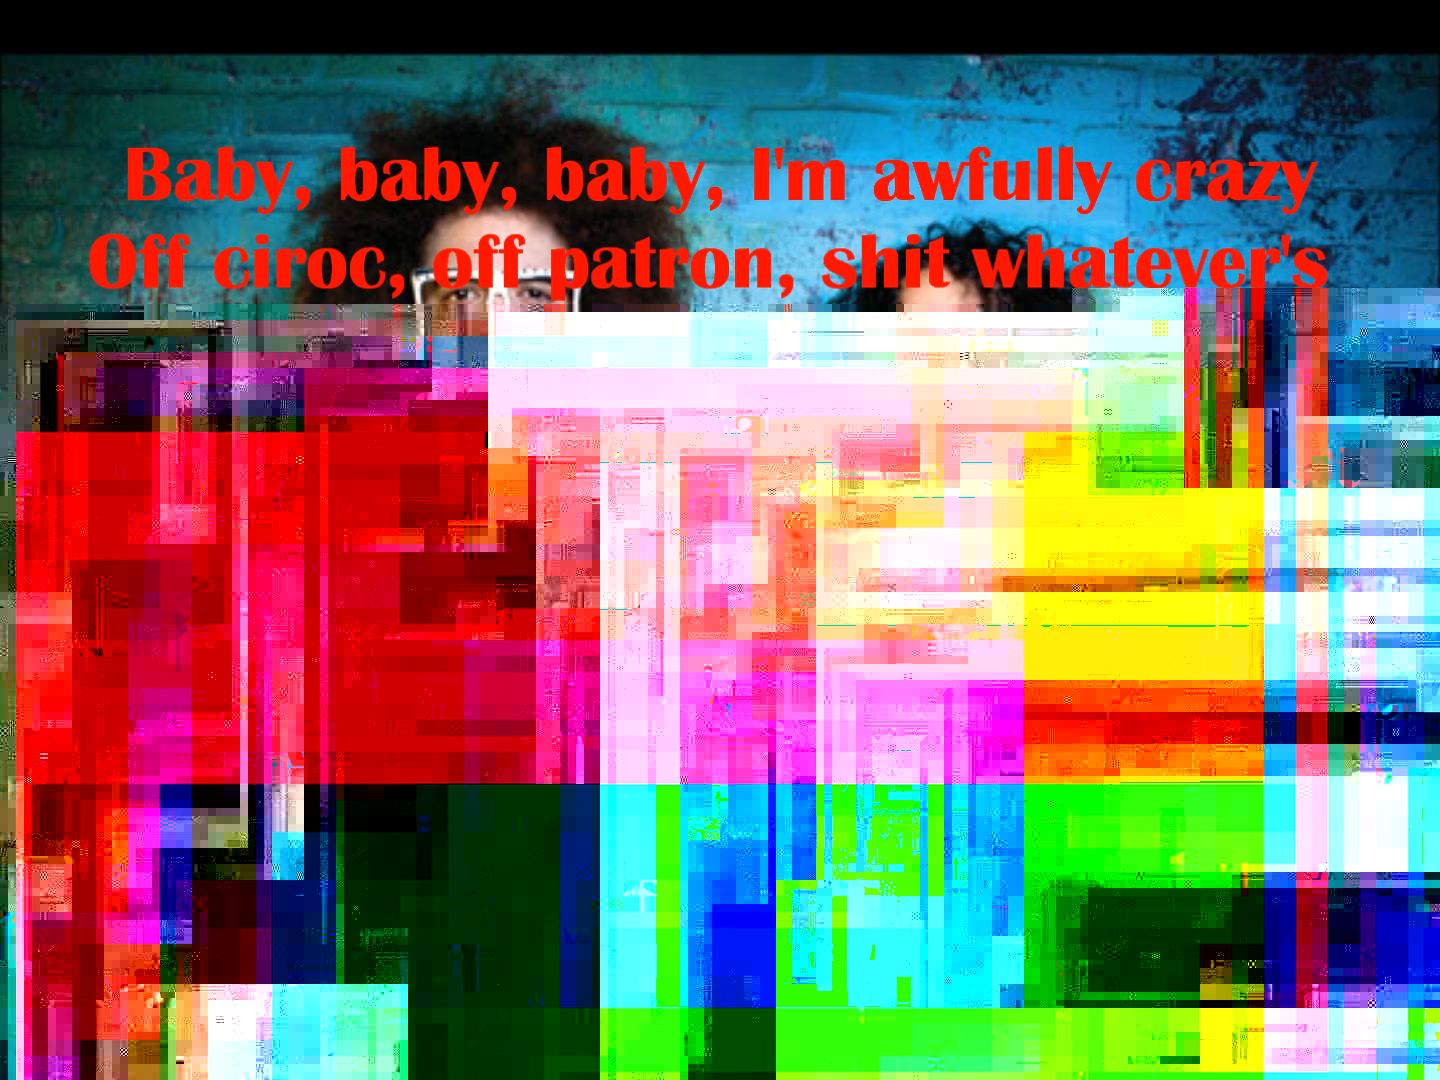 Baby, baby, baby, I'm awfully crazy
Off ciroc, off patron, shit whatever's